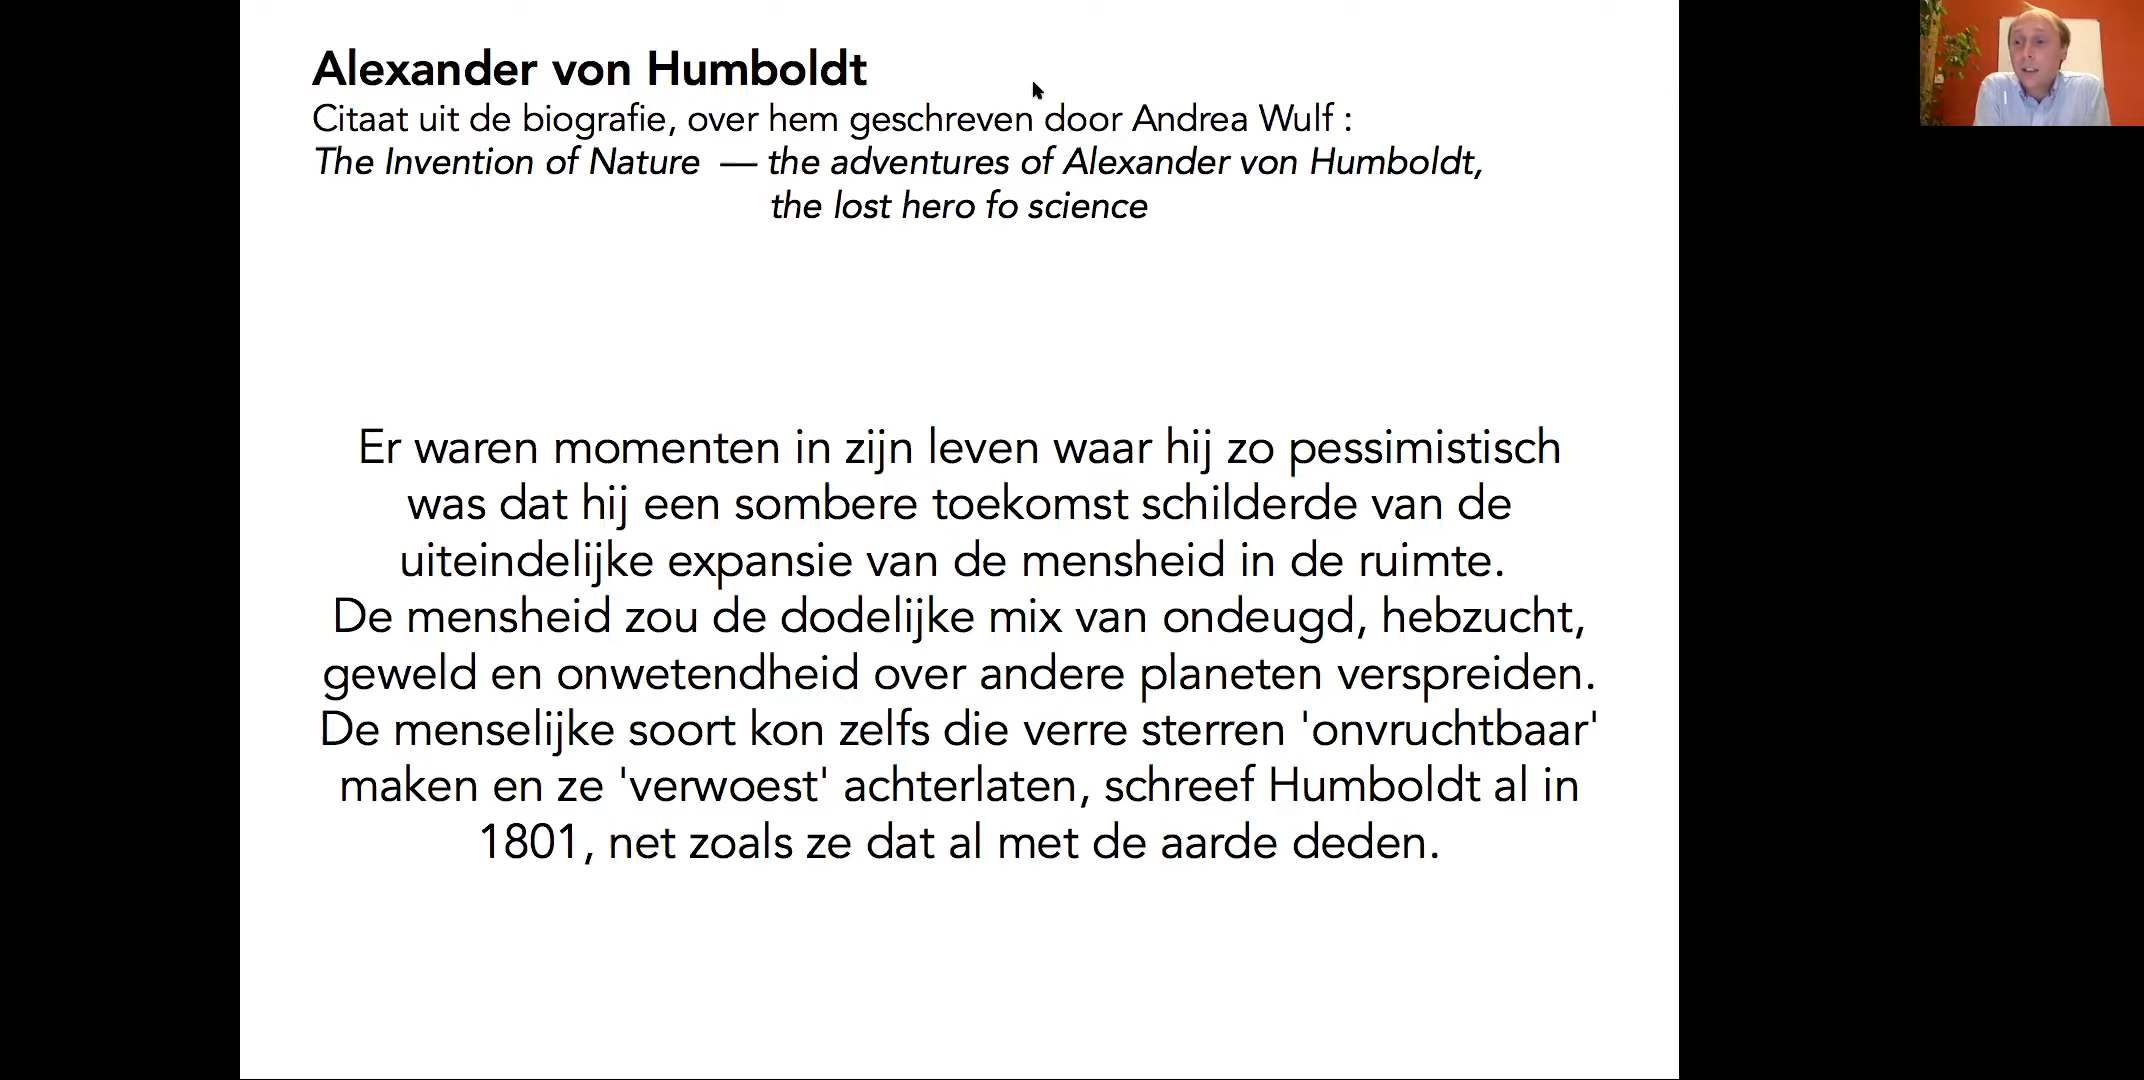 Alexander von Humboldt
Citaat uit de biografie, over hem geschreven door Andrea Wulf :
The Invention of Nature — the adventures of Alexander von Humboldt,
the lost hero fo science
Er waren momenten in zijn leven waar hij zo pessimistisch
was dat hij een sombere toekomst schilderde van de
uiteindelijke expansie van de mensheid in de ruimte.
De mensheid zou de dodelijke mix van ondeugd, hebzucht,
geweld en onwetendheid over andere planeten verspreiden.
De menselijke soort kon zelfs die verre sterren 'onvruchtbaar'
maken en ze 'verwoest' achterlaten, schreef Humboldt al in
1801, net zoals ze dat al met de aarde deden.